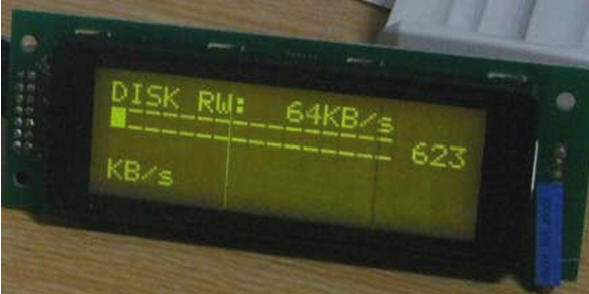 DISK RW: 64KB/s
---------------
--------------- 623
KB/s